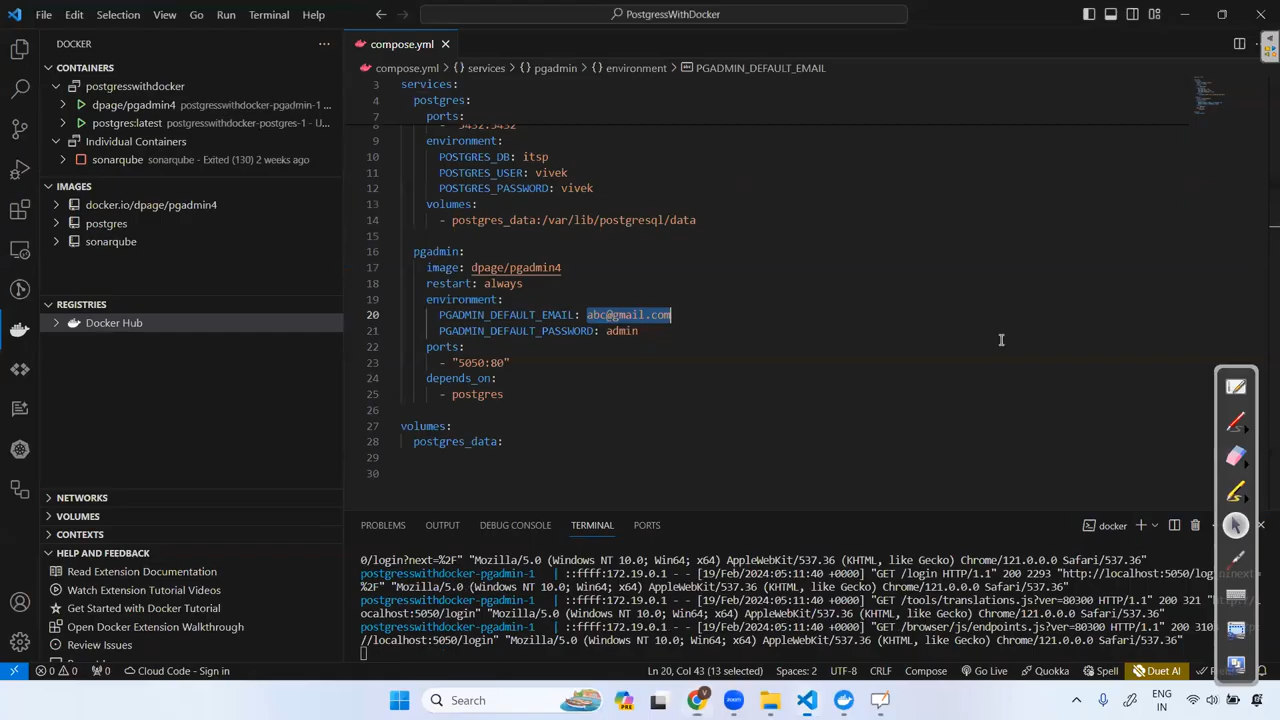 File Edit Selection View Go Run Terminal Help
PostgressWithDocker
DOCKER
CONTAINERS
postgresswithdocker
dpage/pgadmin4 postgresswithdocker-pgadmin-1 ...
postgres:latest postgresswithdocker-postgres-1 - U...
Individual Containers
sonarqube sonarqube - Exited (130) 2 weeks ago
IMAGES
docker.io/dpage/pgadmin4
postgres
sonarqube
REGISTRIES
Docker Hub
NETWORKS
VOLUMES
CONTEXTS
HELP AND FEEDBACK
Read Extension Documentation
Watch Extension Tutorial Videos
Get Started with Docker Tutorial
Open Docker Extension Walkthrough
Review Issues
compose.yml
compose.yml > {} services > {} pgadmin > {} environment > PGADMIN_DEFAULT_EMAIL
3 services:
4 postgres:
7 ports:
8 - "5432:5432"
9 environment:
10 POSTGRES_DB: itsp
11 POSTGRES_USER: vivek
12 POSTGRES_PASSWORD: vivek
13 volumes:
14 - postgres_data:/var/lib/postgresql/data
15
16 pgadmin:
17 image: dpage/pgadmin4
18 restart: always
19 environment:
20 PGADMIN_DEFAULT_EMAIL: abc@gmail.com
21 PGADMIN_DEFAULT_PASSWORD: admin
22 ports:
23 - "5050:80"
24 depends_on:
25 - postgres
26
27 volumes:
28 postgres_data:
29
30
PROBLEMS OUTPUT DEBUG CONSOLE TERMINAL PORTS
docker
0/login?next=%2F" "Mozilla/5.0 (Windows NT 10.0; Win64; x64) AppleWebKit/537.36 (KHTML, like Gecko) Chrome/121.0.0.0 Safari/537.36"
postgresswithdocker-pgadmin-1 | ::ffff:172.19.0.1 - - [19/Feb/2024:05:11:40 +0000] "GET /login HTTP/1.1" 200 2293 "http://localhost:5050/login?next=
%2F" "Mozilla/5.0 (Windows NT 10.0; Win64; x64) AppleWebKit/537.36 (KHTML, like Gecko) Chrome/121.0.0.0 Safari/537.36"
postgresswithdocker-pgadmin-1 | ::ffff:172.19.0.1 - - [19/Feb/2024:05:11:40 +0000] "GET /tools/translations.js?ver=80300 HTTP/1.1" 200 321
ocalhost:5050/login" "Mozilla/5.0 (Windows NT 10.0; Win64; x64) AppleWebKit/537.36 (KHTML, like Gecko) Chrome/121.0.0.0 Safari/537.36"
postgresswithdocker-pgadmin-1 | ::ffff:172.19.0.1 - - [19/Feb/2024:05:11:40 +0000] "GET /browser/js/endpoints.js?ver=80300 HTTP/1.1" 200 310
//localhost:5050/login" "Mozilla/5.0 (Windows NT 10.0; Win64; x64) AppleWebKit/537.36 (KHTML, like Gecko) Chrome/121.0.0.0 Safari/537.36"
0 0 0 Cloud Code - Sign in Ln 20, Col 43 (13 selected) Spaces: 2 UTF-8 CRLF Compose Go Live Quokka Spell Duet AI
Search PRE zoom V ENG
IN